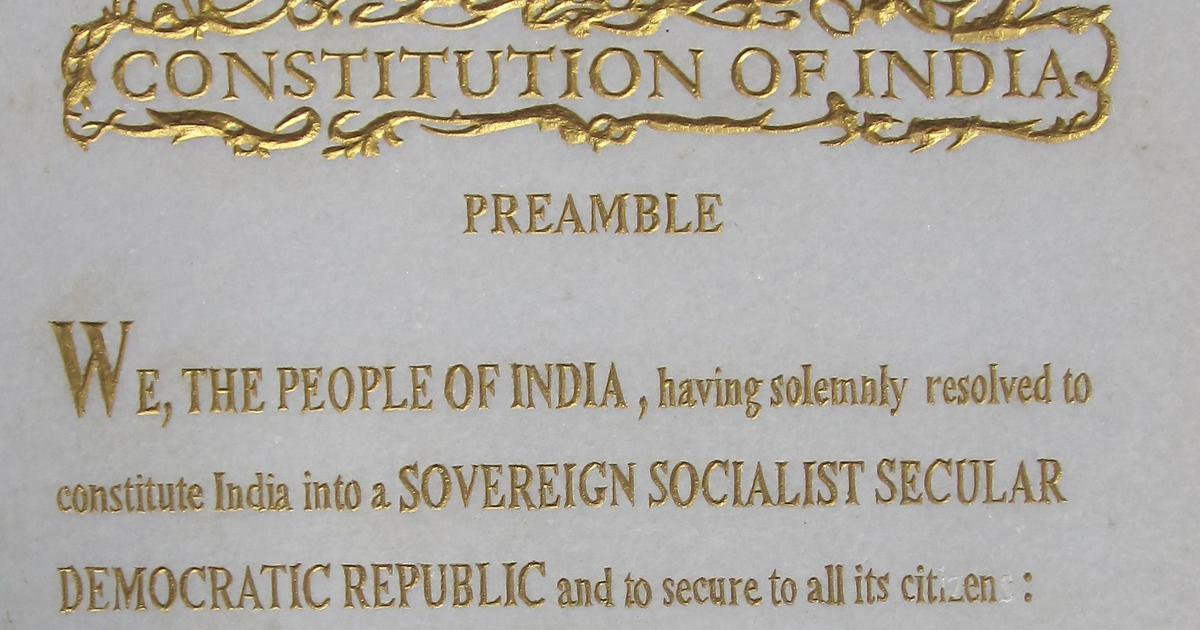 CONSTITUTION OF INDIA
PREAMBLE
WE, THE PEOPLE OF INDIA , having solemnly resolved to
constitute India into a SOVEREIGN SOCIALIST SECULAR
DEMOCRATIC REPUBLIC and to secure to all its citizens :